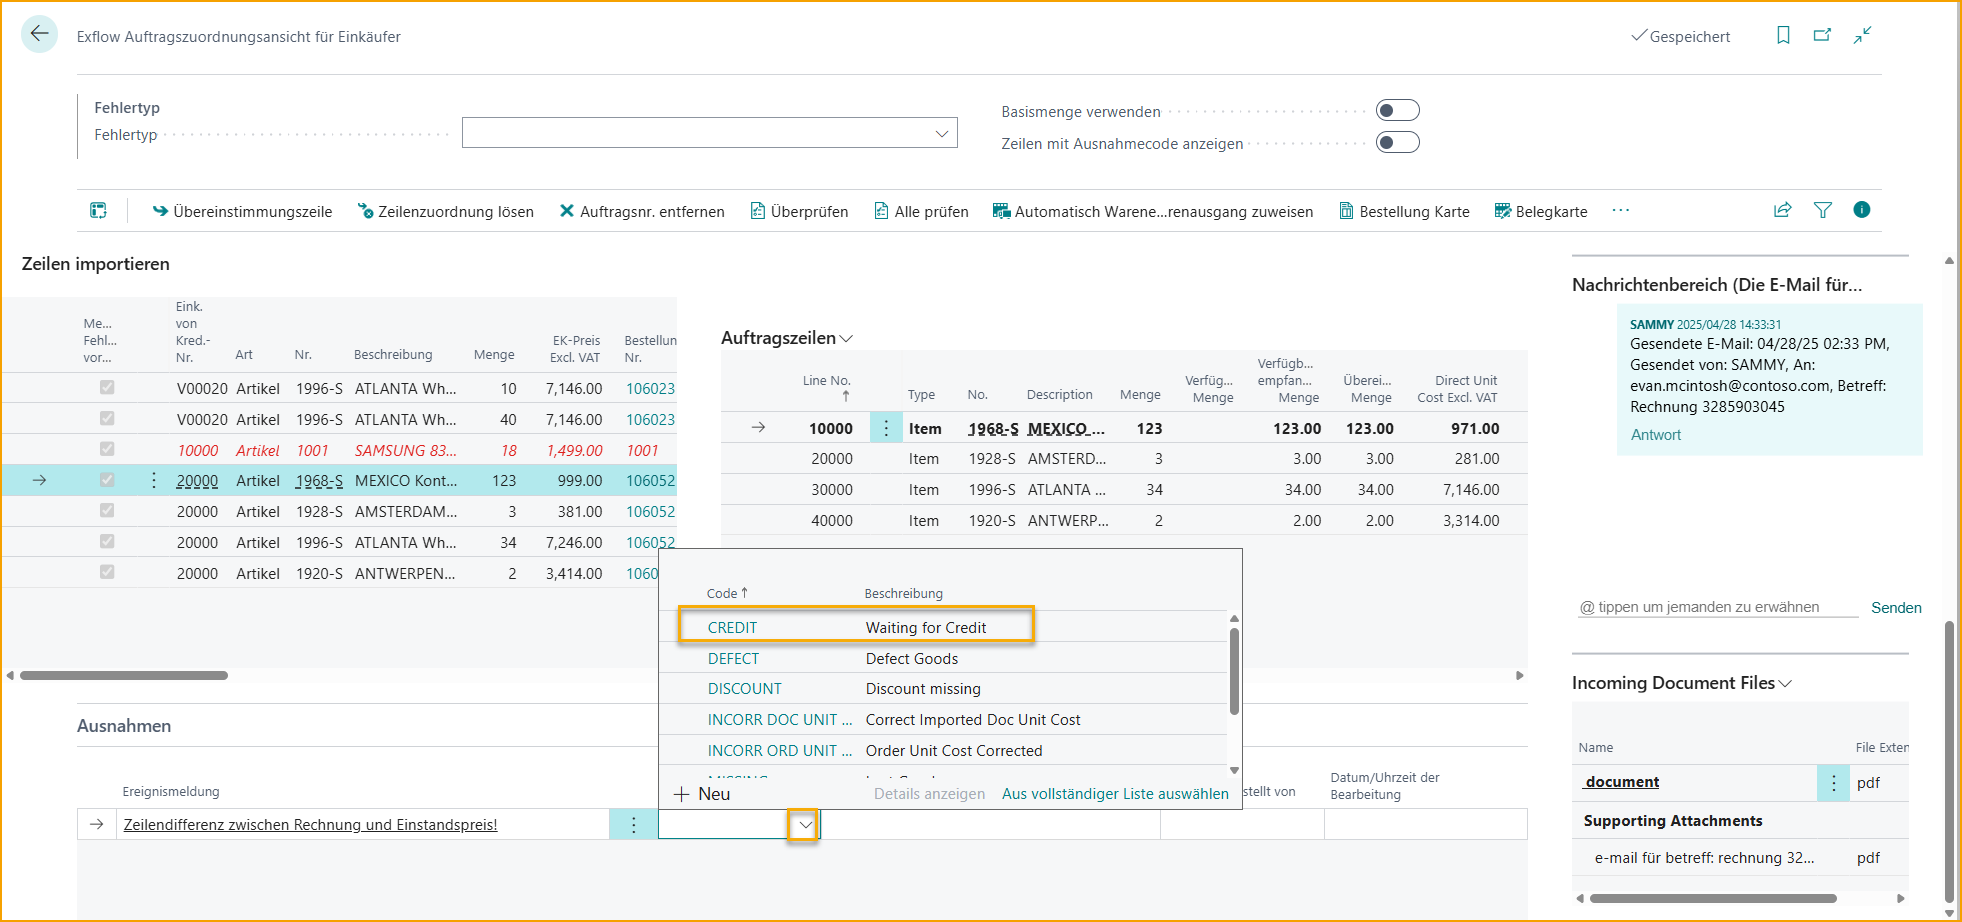 Exflow Auftragszuordnungsansicht für Einkäufer
Gespeichert
Fehlertyp
Fehlertyp
Basismenge verwenden
Zeilen mit Ausnahmecode anzeigen
Übereinstimmungszeile Zeilenzuordnung lösen Auftragsnr. entfernen Überprüfen Alle prüfen Automatisch Warene...renausgang zuweisen Bestellung Karte Belegkarte ...
Zeilen importieren
Me... Fehl... vor... Eink. von Kred.-Nr. Art Nr. Beschreibung Menge EK-Preis Excl. VAT Bestellun Nr.
V00020 Artikel 1996-S ATLANTA Wh... 10 7,146.00 106023
V00020 Artikel 1996-S ATLANTA Wh... 40 7,146.00 106023
10000 Artikel 1001 SAMSUNG 83... 18 1,499.00 1001
20000 Artikel 1968-S MEXICO Kont... 123 999.00 106052
20000 Artikel 1928-S AMSTERDAM... 3 381.00 106052
20000 Artikel 1996-S ATLANTA Wh... 34 7,246.00 106052
20000 Artikel 1920-S ANTWERPEN... 2 3,414.00 1060
Auftragszeilen
Line No. ↑ Type No. Description Menge Verfüg... Menge Verfügb... empfan... Menge Überei... Menge Direct Unit Cost Excl. VAT
10000 Item 1968-S MEXICO ... 123 123.00 123.00 971.00
20000 Item 1928-S AMSTERD... 3 3.00 3.00 281.00
30000 Item 1996-S ATLANTA ... 34 34.00 34.00 7,146.00
40000 Item 1920-S ANTWERP... 2 2.00 2.00 3,314.00
Code ↑ Beschreibung
CREDIT Waiting for Credit
DEFECT Defect Goods
DISCOUNT Discount missing
INCORR DOC UNIT ... Correct Imported Doc Unit Cost
INCORR ORD UNIT ... Order Unit Cost Corrected
+ Neu Details anzeigen Aus vollständiger Liste auswählen
Ausnahmen
Ereignismeldung stellt von Datum/Uhrzeit der Bearbeitung
Zeilendifferenz zwischen Rechnung und Einstandspreis!
Nachrichtenbereich (Die E-Mail für...
SAMMY 2025/04/28 14:33:31
Gesendete E-Mail: 04/28/25 02:33 PM,
Gesendet von: SAMMY, An:
evan.mcintosh@contoso.com, Betreff:
Rechnung 3285903045
Antwort
@ tippen um jemanden zu erwähnen Senden
Incoming Document Files
Name File Exten
document pdf
Supporting Attachments
e-mail für betreff: rechnung 32... pdf